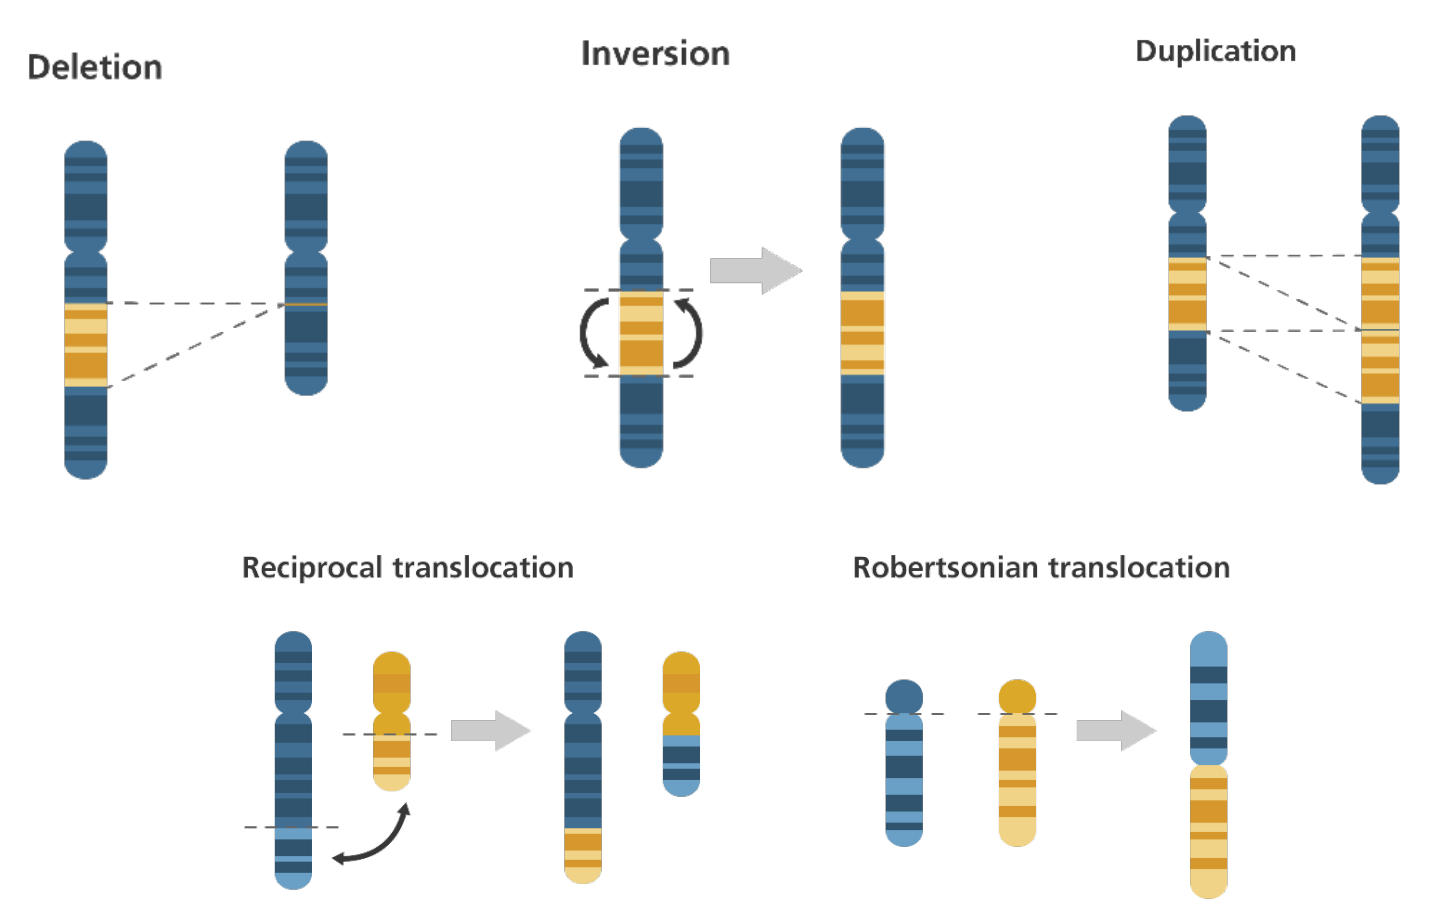 Deletion
Inversion
Duplication
Reciprocal translocation
Robertsonian translocation